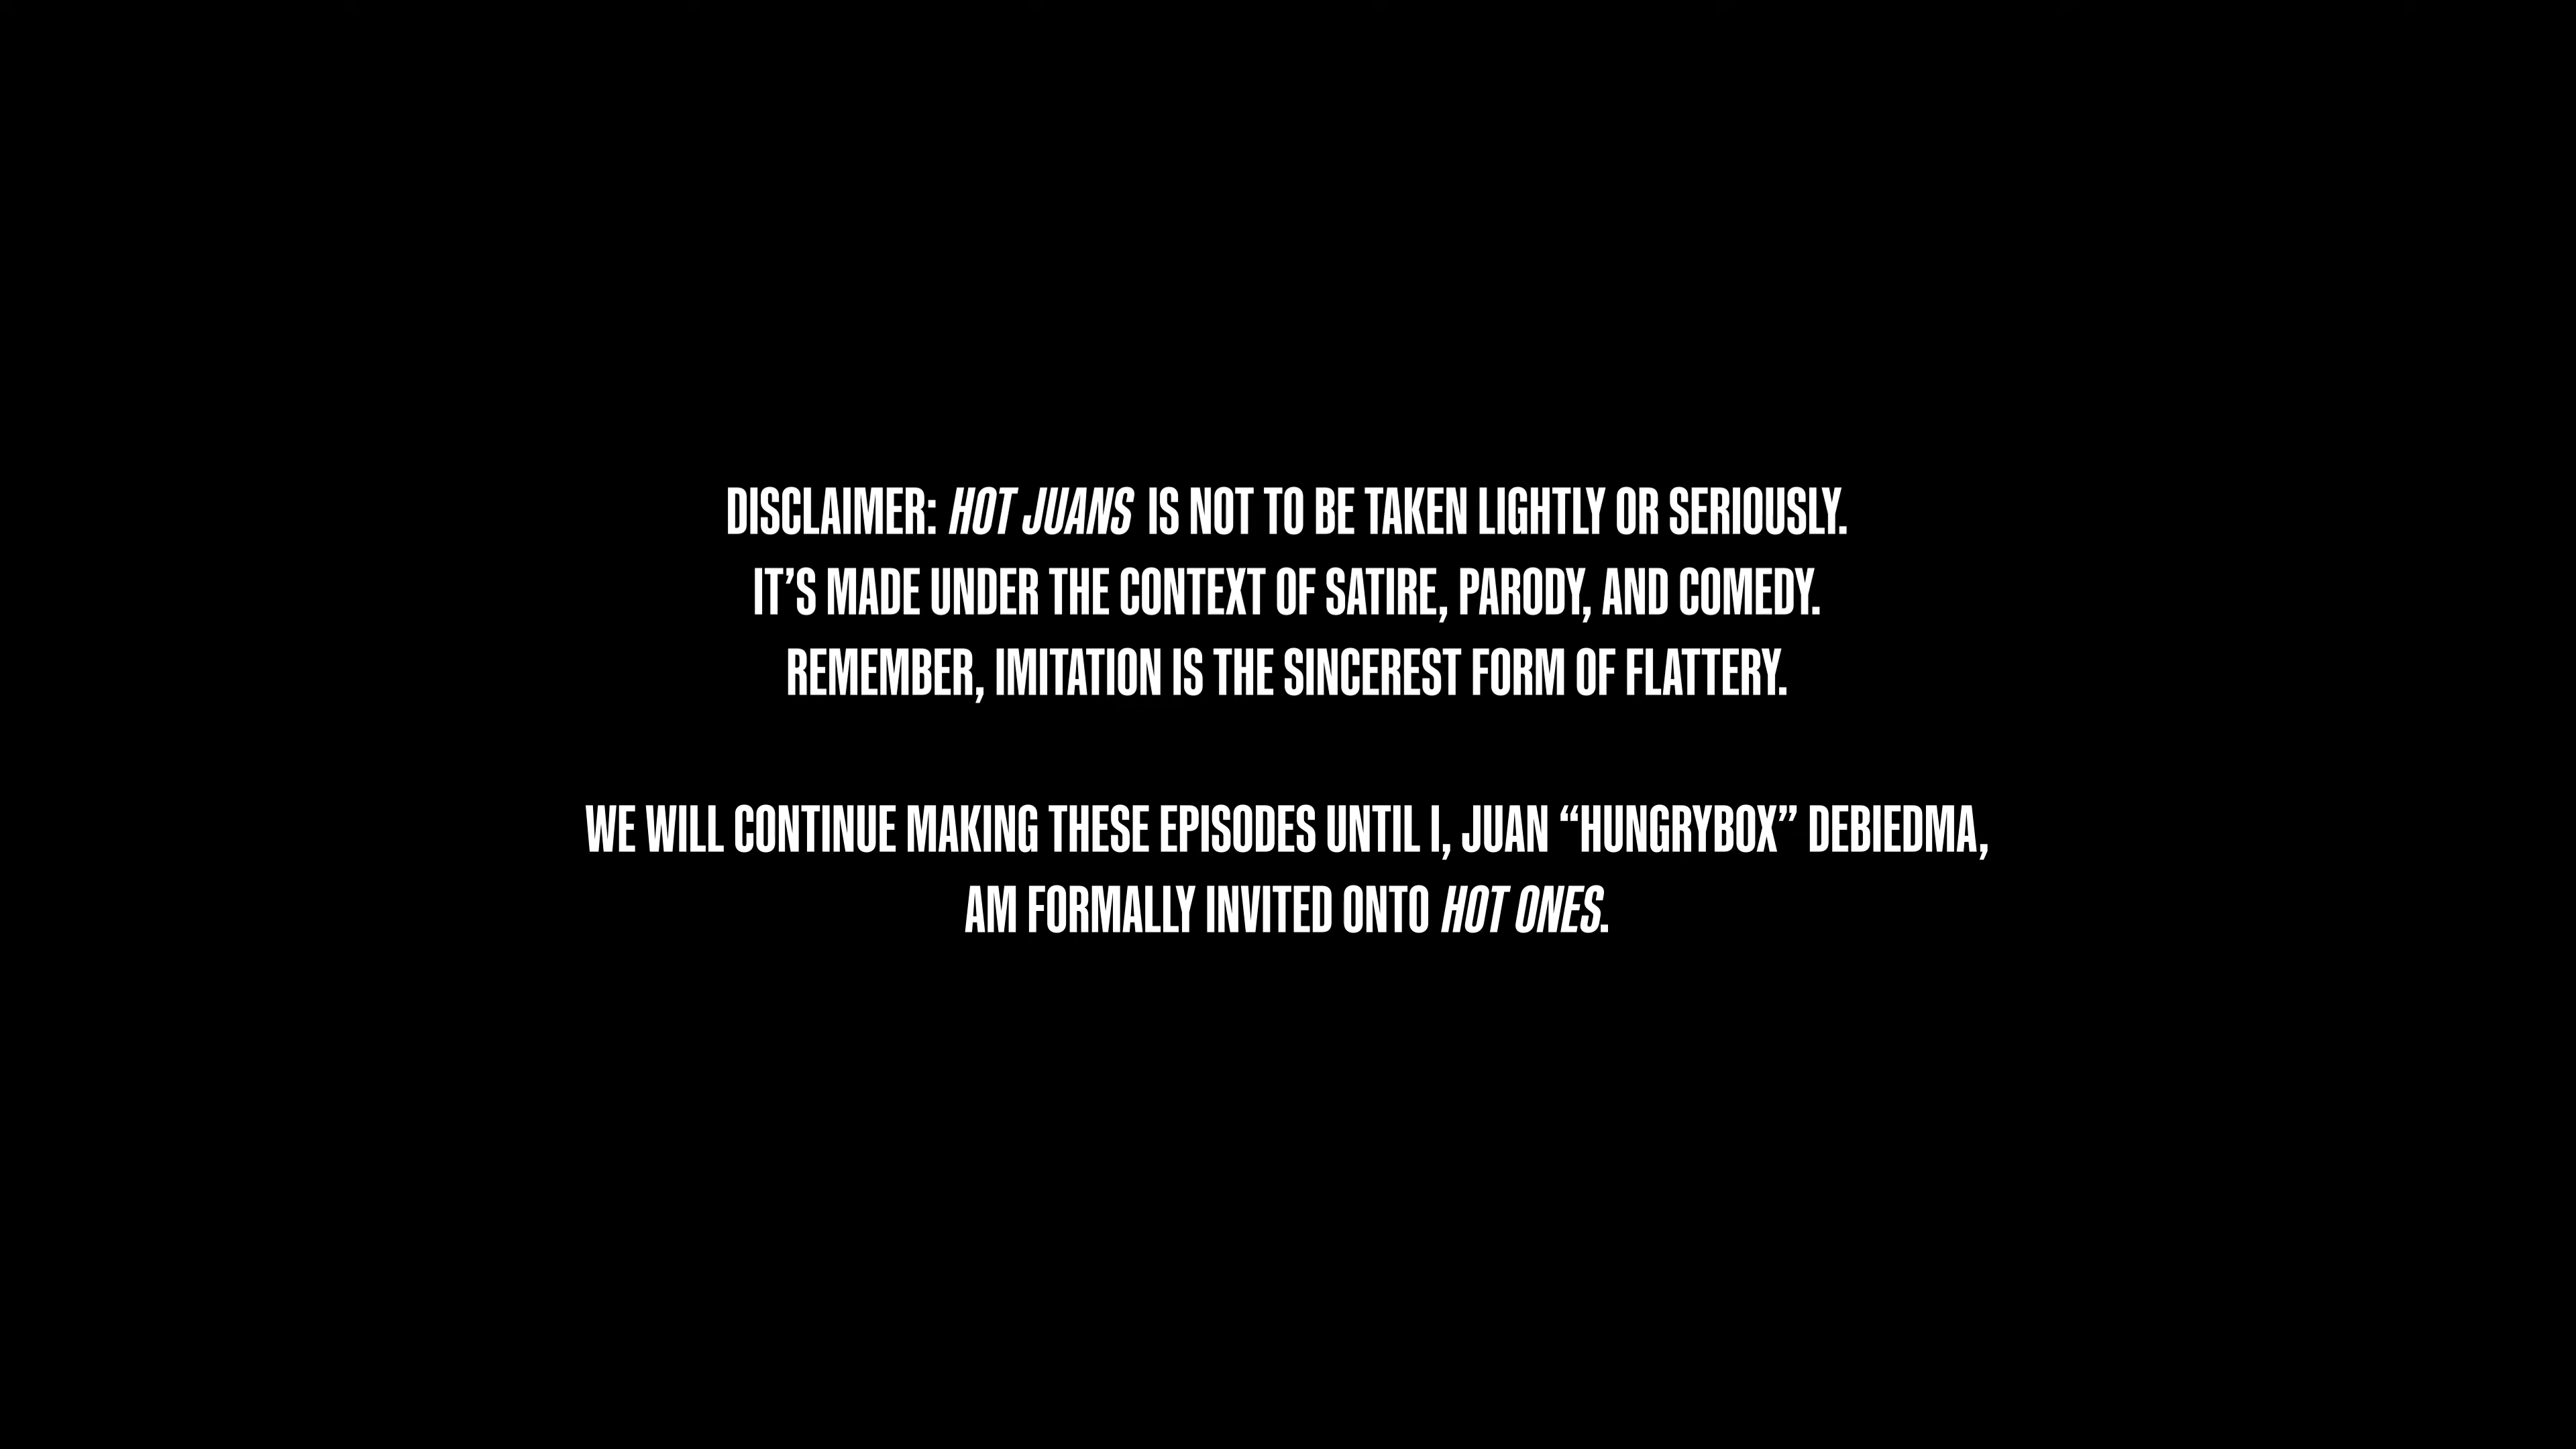 DISCLAIMER: HOT JUANS IS NOT TO BE TAKEN LIGHTLY OR SERIOUSLY.
IT’S MADE UNDER THE CONTEXT OF SATIRE, PARODY, AND COMEDY.
REMEMBER, IMITATION IS THE SINCEREST FORM OF FLATTERY.
WE WILL CONTINUE MAKING THESE EPISODES UNTIL I, JUAN “HUNGRYBOX” DEBIEDMA,
AM FORMALLY INVITED ONTO HOT ONES.